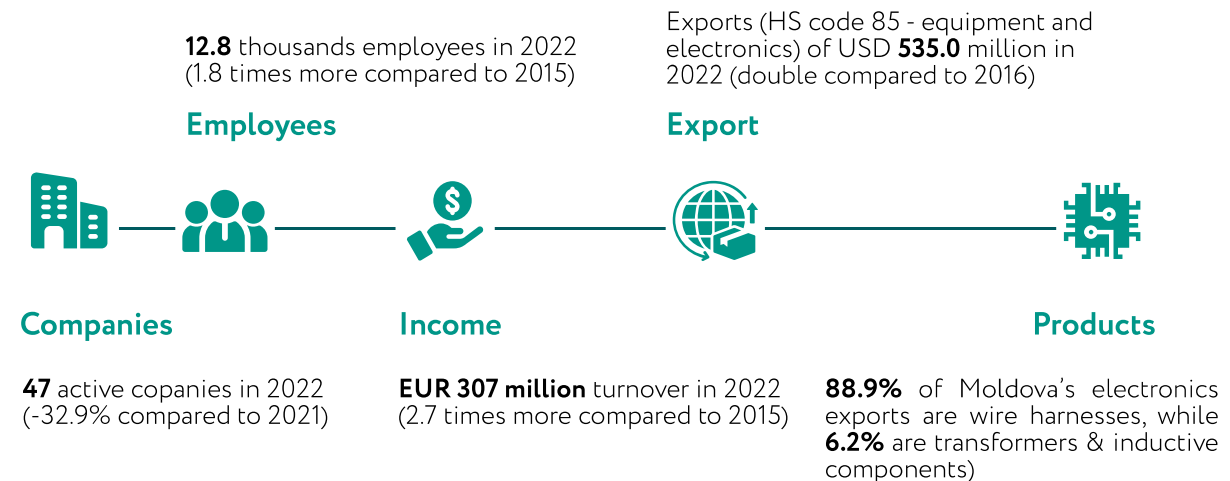 12.8 thousands employees in 2022
(1.8 times more compared to 2015)
Employees
Exports (HS code 85 - equipment and
electronics) of USD 535.0 million in
2022 (double compared to 2016)
Export
Companies
47 active copanies in 2022
(-32.9% compared to 2021)
Income
EUR 307 million turnover in 2022
(2.7 times more compared to 2015)
Products
88.9% of Moldova’s electronics
exports are wire harnesses, while
6.2% are transformers & inductive
components)